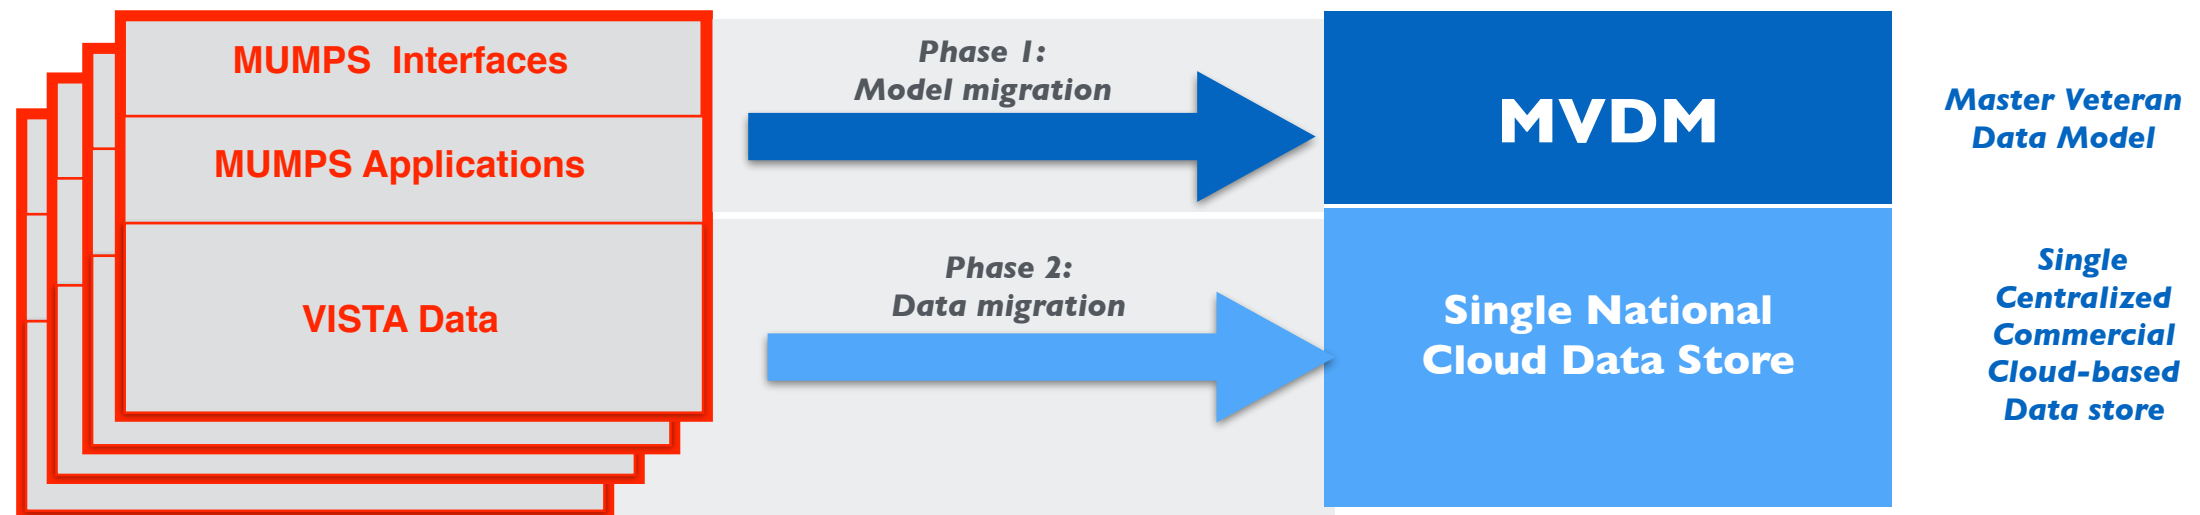 MUMPS Interfaces
MUMPS Applications
VISTA Data
Phase 1:
Model migration
Phase 2:
Data migration
MVDM
Single National
Cloud Data Store
Master Veteran
Data Model
Single
Centralized
Commercial
Cloud-based
Data store